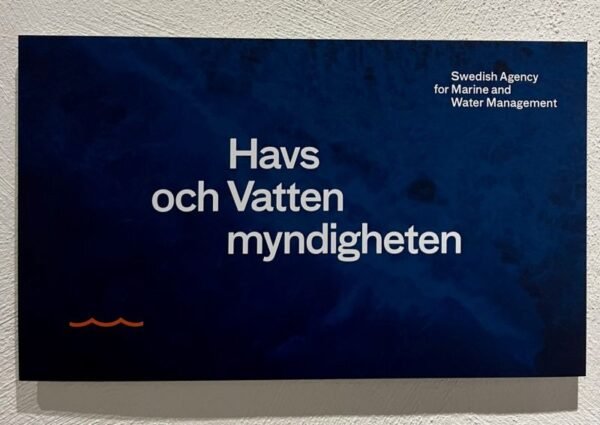 Swedish Agency
for Marine and
Water Management
Havs
och Vatten
myndigheten